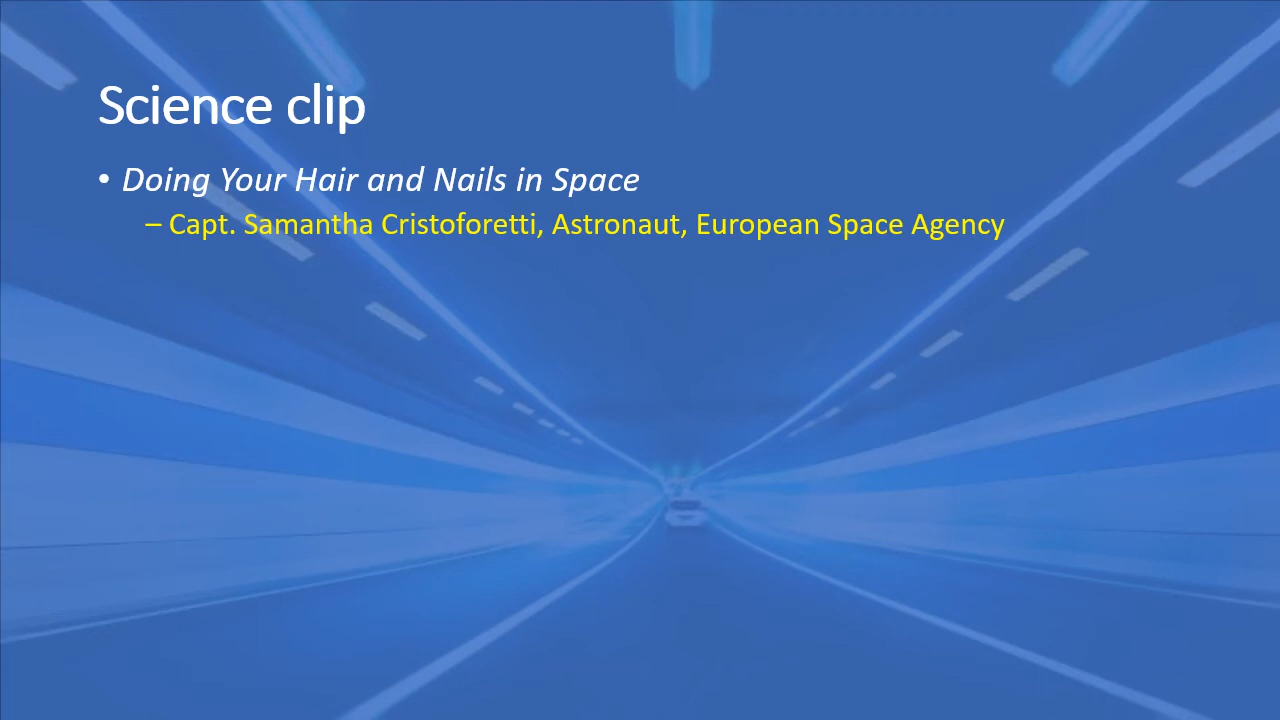 Science clip
• Doing Your Hair and Nails in Space
– Capt. Samantha Cristoforetti, Astronaut, European Space Agency